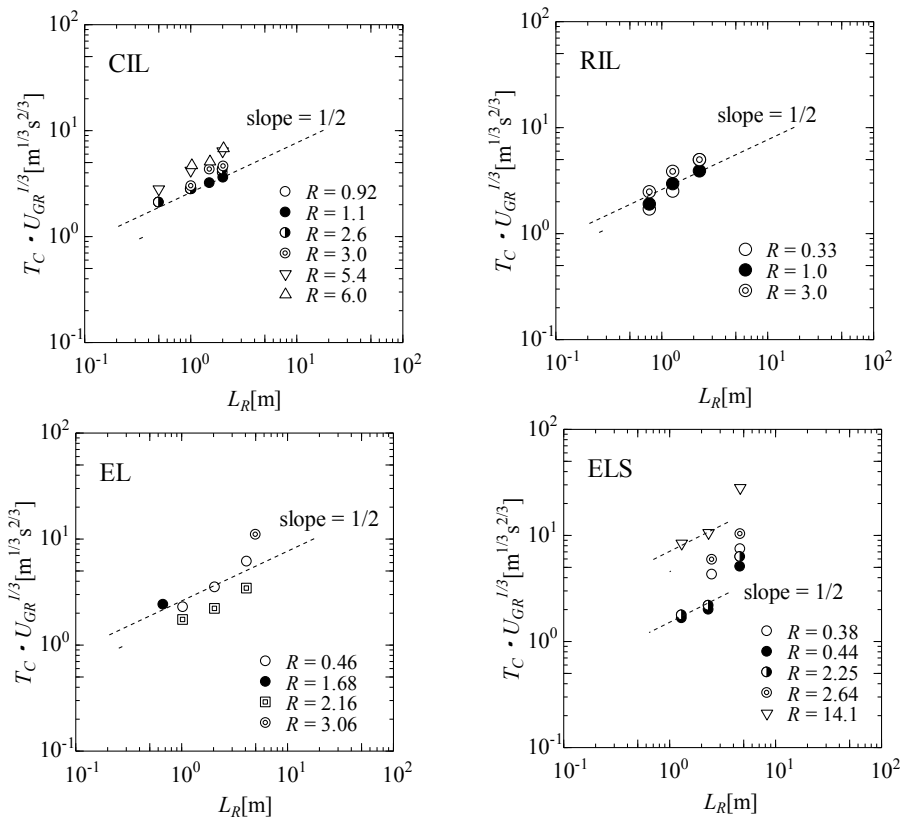 CIL
T_C · U_GR^1/3 [m^1/3 s^2/3]
10^2
10^1
10^0
10^-1
slope = 1/2
R = 0.92
R = 1.1
R = 2.6
R = 3.0
R = 5.4
R = 6.0
10^-1 10^0 10^1 10^2
L_R[m]
RIL
T_C · U_GR^1/3 [m^1/3 s^2/3]
10^2
10^1
10^0
10^-1
slope = 1/2
R = 0.33
R = 1.0
R = 3.0
10^-1 10^0 10^1 10^2
L_R[m]
EL
T_C · U_GR^1/3 [m^1/3 s^2/3]
10^2
10^1
10^0
10^-1
slope = 1/2
R = 0.46
R = 1.68
R = 2.16
R = 3.06
10^-1 10^0 10^1 10^2
L_R[m]
ELS
T_C · U_GR^1/3 [m^1/3 s^2/3]
10^2
10^1
10^0
10^-1
slope = 1/2
R = 0.38
R = 0.44
R = 2.25
R = 2.64
R = 14.1
10^-1 10^0 10^1 10^2
L_R[m]